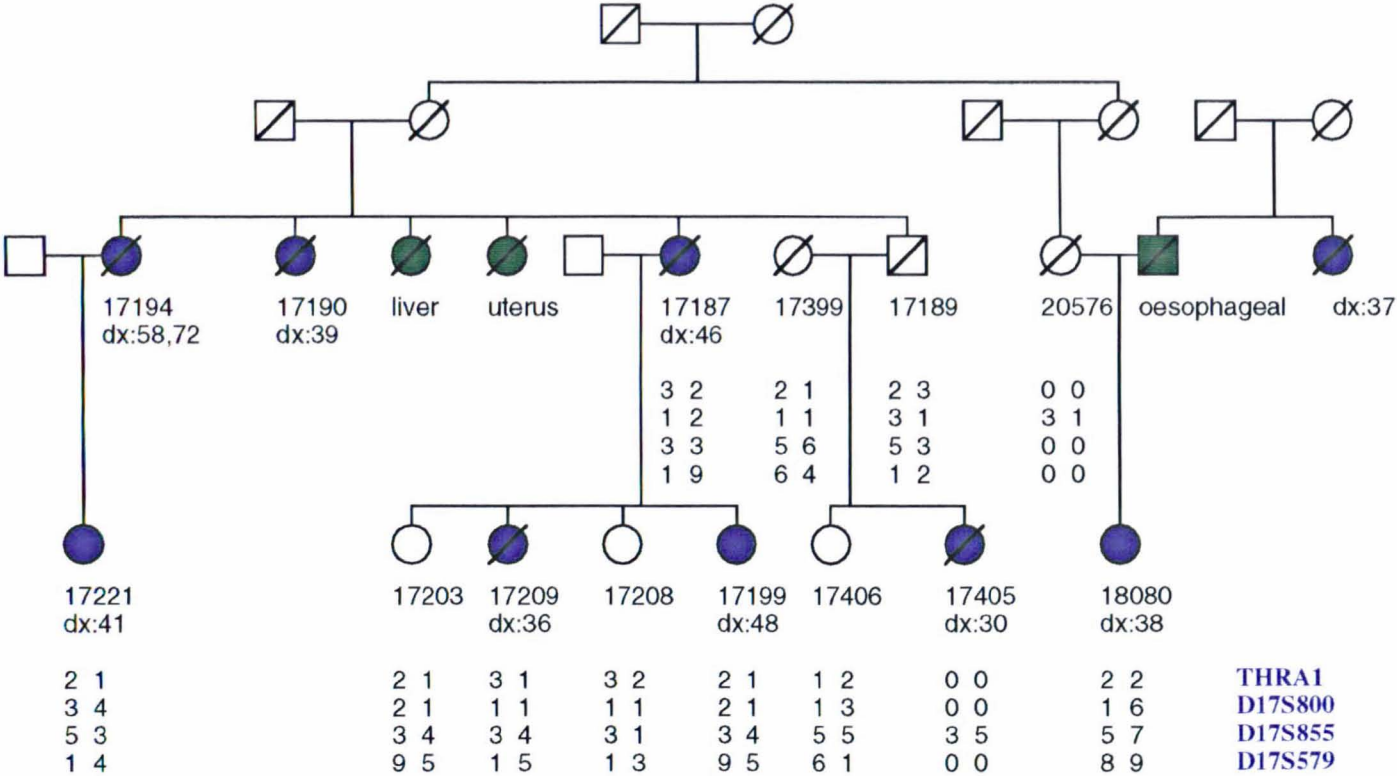 17194 17190 liver uterus 17187 17399 17189 20576 oesophageal dx:37
dx:58,72 dx:39 dx:46
3 2 2 1 2 3 0 0
1 2 1 1 3 1 3 1
3 3 5 6 5 3 0 0
1 9 6 4 1 2 0 0
17221 17203 17209 17208 17199 17406 17405 18080
dx:41 dx:36 dx:48 dx:30 dx:38
2 1 2 1 3 1 3 2 2 1 1 2 0 0 2 2 THRA1
3 4 2 1 1 1 1 1 2 1 1 3 0 0 1 6 D17S800
5 3 3 4 3 4 3 1 3 4 5 5 3 5 5 7 D17S855
1 4 9 5 1 5 1 3 9 5 6 1 0 0 8 9 D17S579